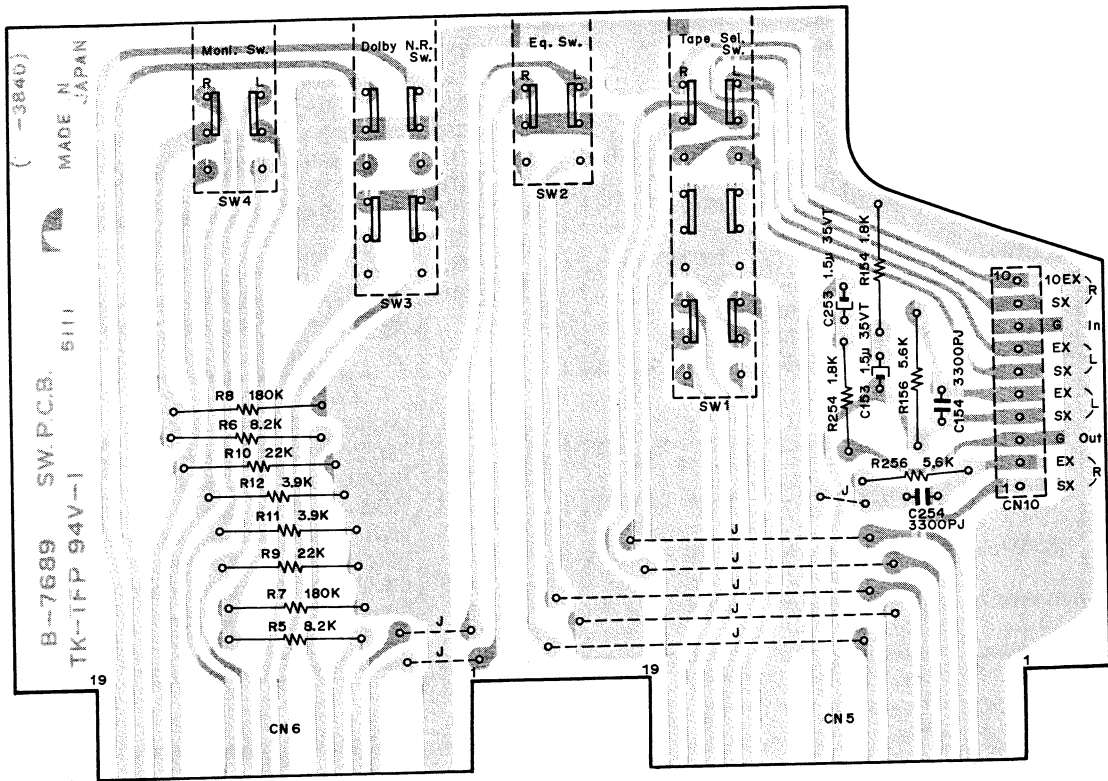 ( -3840)
MADE IN
JAPAN
5111
B-7689 SW.P.C.B.
TK-1FP 94V-1
Moni. Sw.
R L
SW4
Dolby N.R.
Sw.
SW3
Eq. Sw.
R L
SW2
Tape Sel.
Sw.
R L
SW1
C253 1.5μ 35VT
R154 1.8K
R254 1.8K
C153 1.5μ 35VT
R156 5.6K
C154 3300PJ
R256 5.6K
C254
3300PJ
J
10
10EX
SX
R
G In
EX
SX
L
EX
SX
L
G Out
EX
1 SX
R
CN10
R8 180K
R6 8.2K
R10 22K
R12 3.9K
R11 3.9K
R9 22K
R7 180K
R5 8.2K
J
J
J
J
J
J
J
19
1
19
1
CN6
CN5